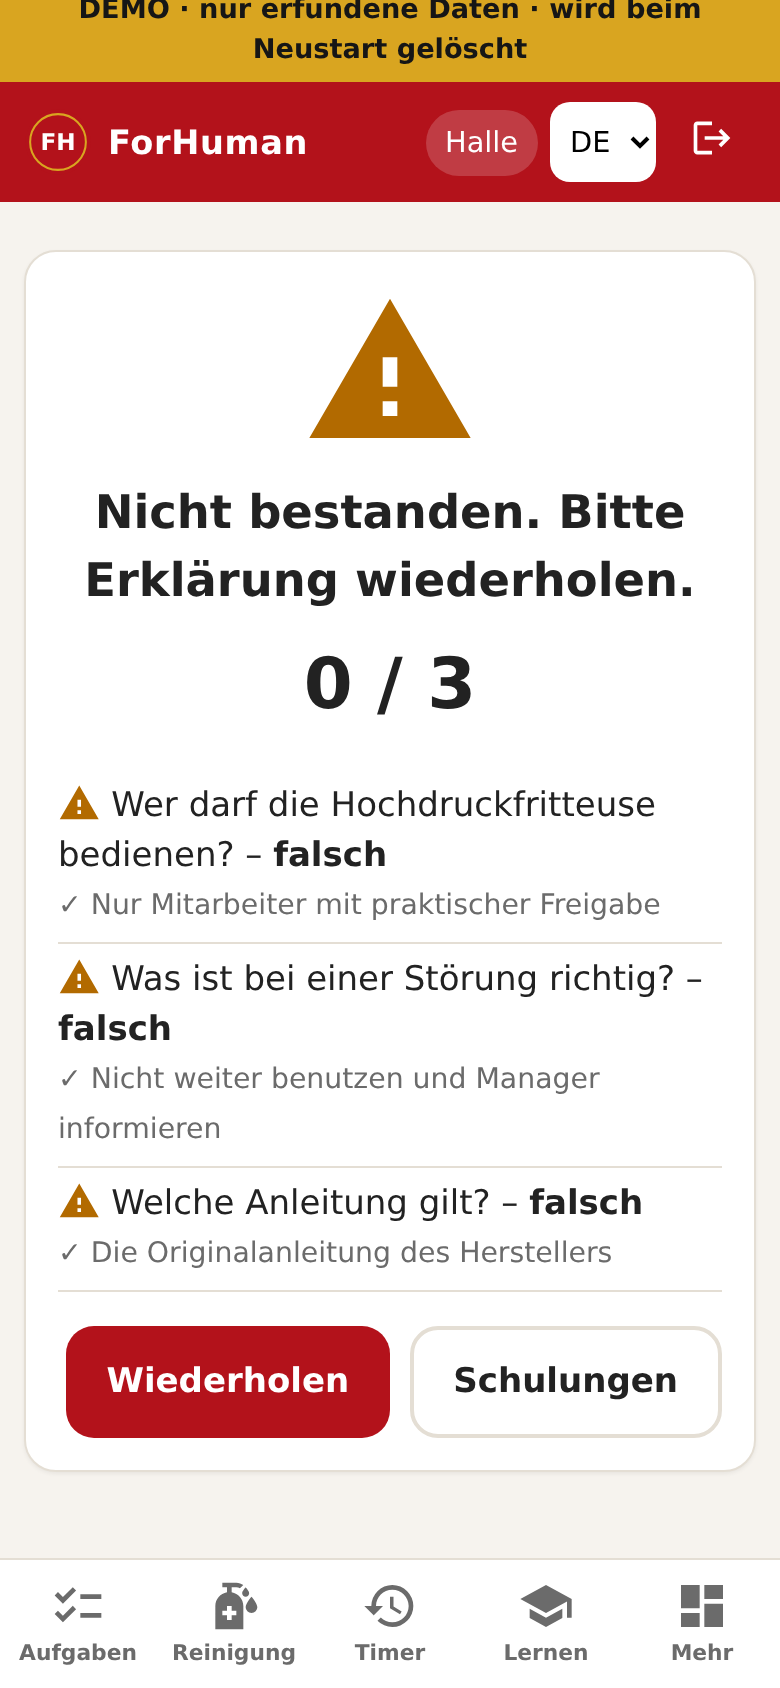 DEMO · nur erfundene Daten · wird beim
Neustart gelöscht
FH ForHuman Halle DE
Nicht bestanden. Bitte
Erklärung wiederholen.
0 / 3
Wer darf die Hochdruckfritteuse
bedienen? – falsch
✓ Nur Mitarbeiter mit praktischer Freigabe
Was ist bei einer Störung richtig? –
falsch
✓ Nicht weiter benutzen und Manager
informieren
Welche Anleitung gilt? – falsch
✓ Die Originalanleitung des Herstellers
Wiederholen Schulungen
Aufgaben Reinigung Timer Lernen Mehr